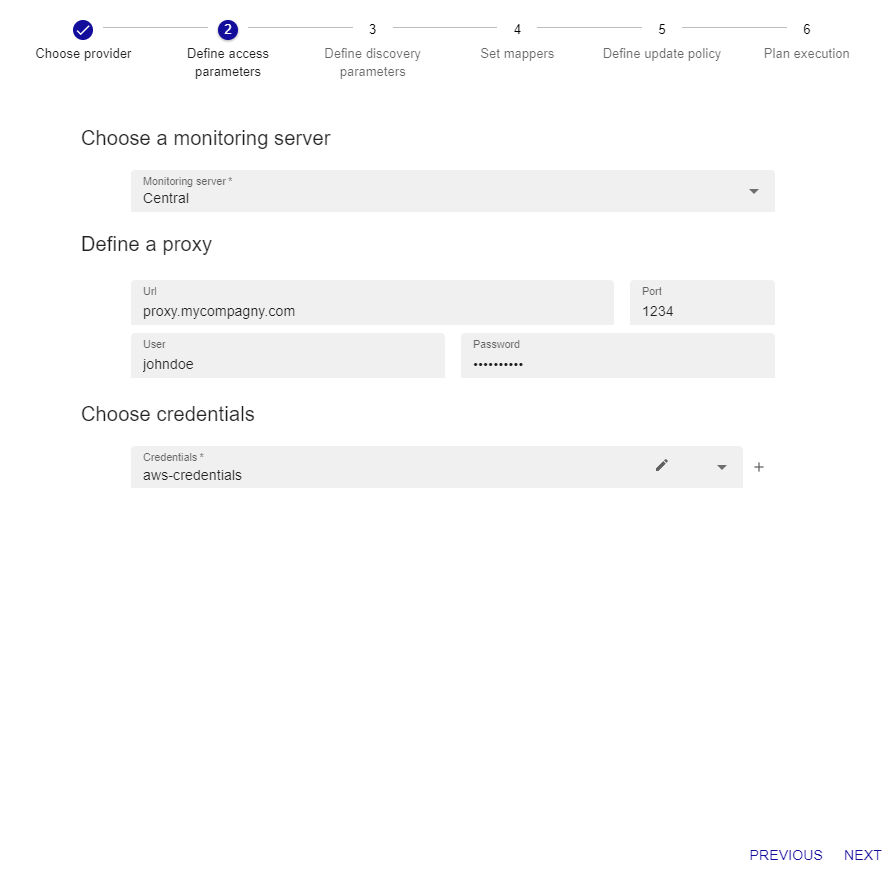 2 3 4 5 6
Choose provider Define access Define discovery Set mappers Define update policy Plan execution
parameters parameters
Choose a monitoring server
Monitoring server *
Central
Define a proxy
Url Port
proxy.mycompagny.com 1234
User Password
johndoe ••••••••••
Choose credentials
Credentials *
aws-credentials
+
PREVIOUS NEXT